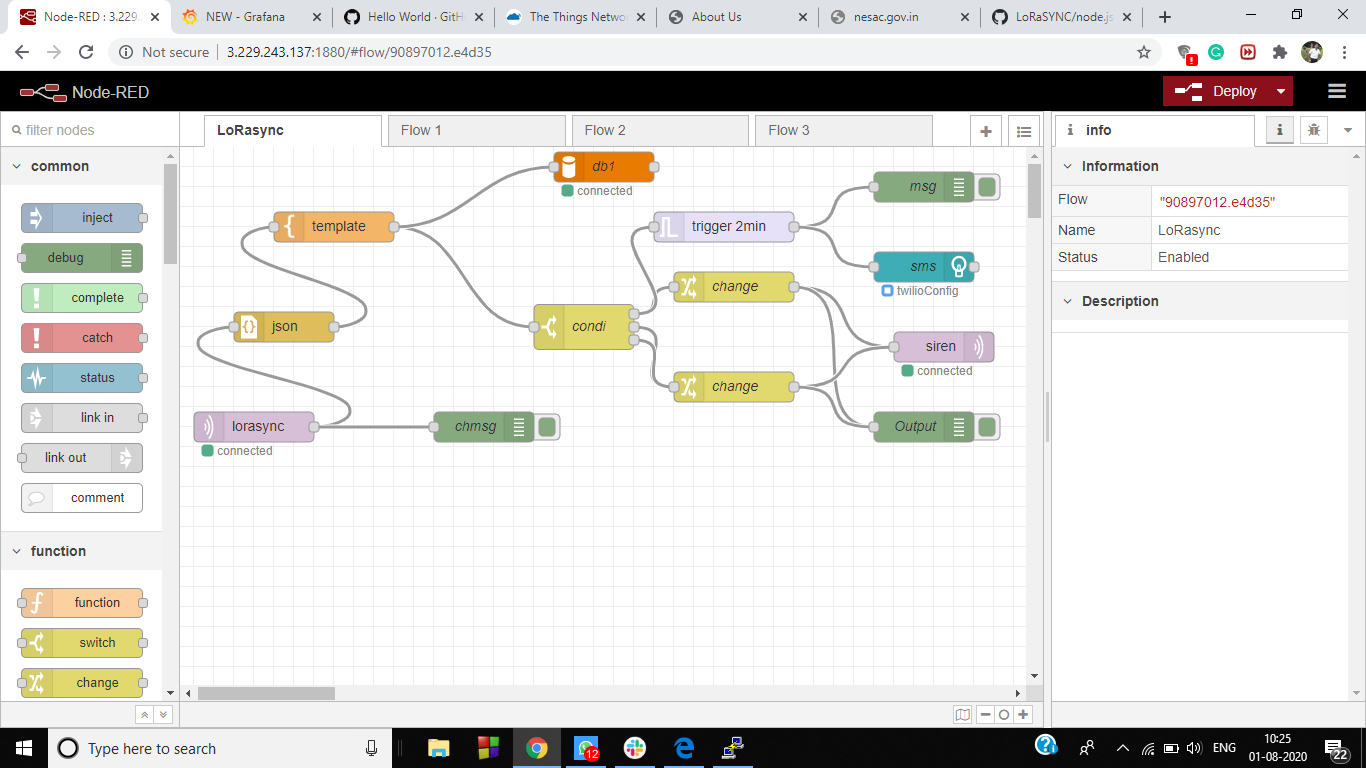 Node-RED : 3.229.
NEW - Grafana
Hello World · GitH
The Things Netwo
About Us
nesac.gov.in
LoRaSYNC/node.js
Not secure
3.229.243.137:1880/#flow/90897012.e4d35
Node-RED
Deploy
filter nodes
LoRasync
Flow 1
Flow 2
Flow 3
info
common
inject
debug
complete
catch
status
link in
link out
comment
function
function
switch
change
db1
connected
template
trigger 2min
msg
sms
twilioConfig
change
json
condi
siren
connected
change
lorasync
connected
chmsg
Output
Information
Flow "90897012.e4d35"
Name LoRasync
Status Enabled
Description
Type here to search
12
ENG
10:25
01-08-2020
22